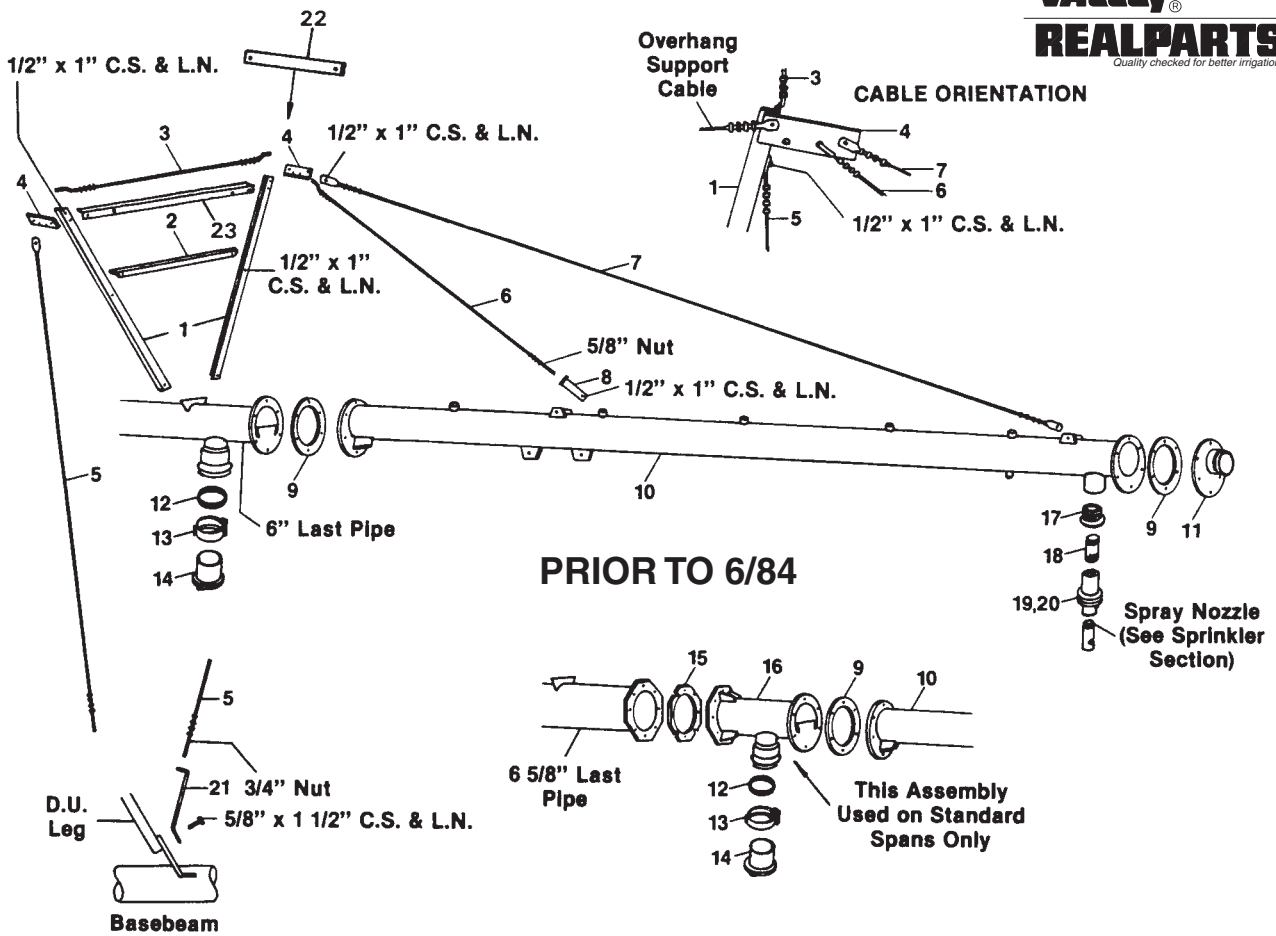 VALLEY®
REALPARTS
Quality checked for better irrigation
22
1/2” x 1” C.S. & L.N.
Overhang
Support
Cable
3
CABLE ORIENTATION
4
7
6
1
5
1/2” x 1” C.S. & L.N.
3
4
1/2” x 1” C.S. & L.N.
4
23
2
1/2” x 1”
C.S. & L.N.
7
6
1
5/8” Nut
8
1/2” x 1” C.S. & L.N.
5
9
10
12
6” Last Pipe
13
14
17
9
11
18
19,20
Spray Nozzle
(See Sprinkler
Section)
PRIOR TO 6/84
5
3/4” Nut
21
5/8” x 1 1/2” C.S. & L.N.
D.U.
Leg
Basebeam
15
16
9
10
6 5/8” Last
Pipe
12
13
14
This Assembly
Used on Standard
Spans Only